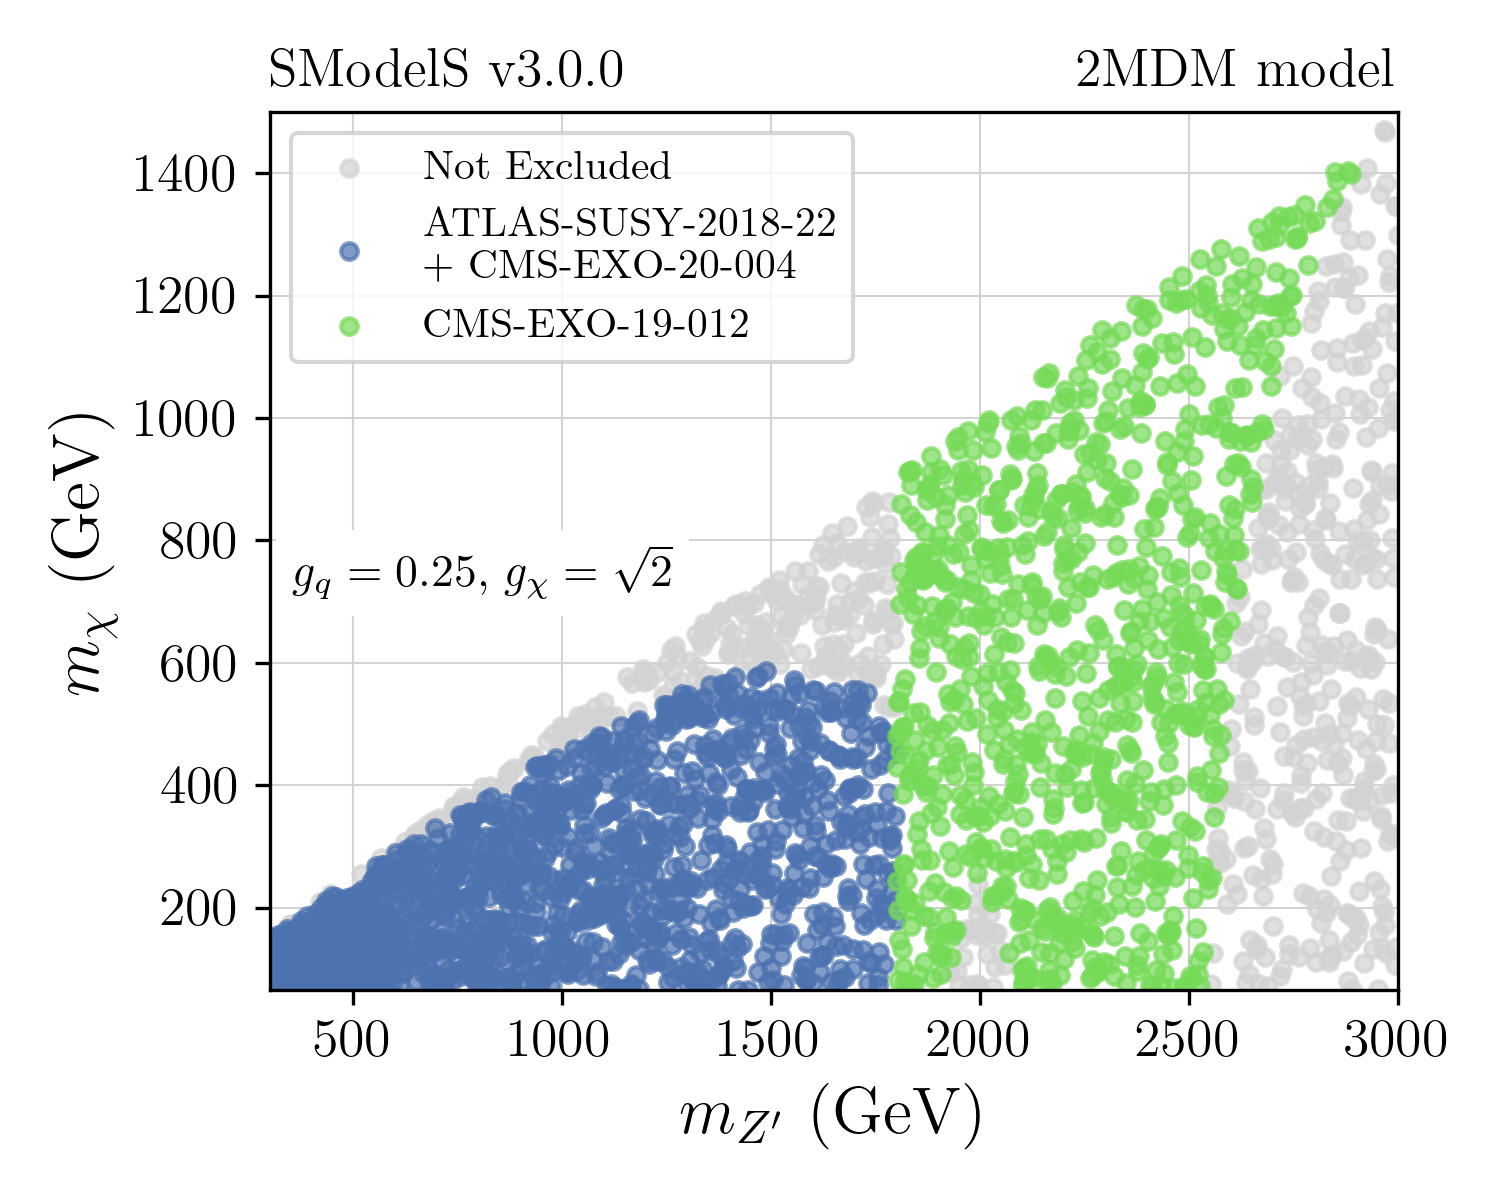 SModelS v3.0.0
2MDM model
Not Excluded
ATLAS-SUSY-2018-22
+ CMS-EXO-20-004
CMS-EXO-19-012
1400
1200
1000
800
600
400
200
m_χ (GeV)
g_q = 0.25, g_χ = √2
500 1000 1500 2000 2500 3000
m_Z′ (GeV)